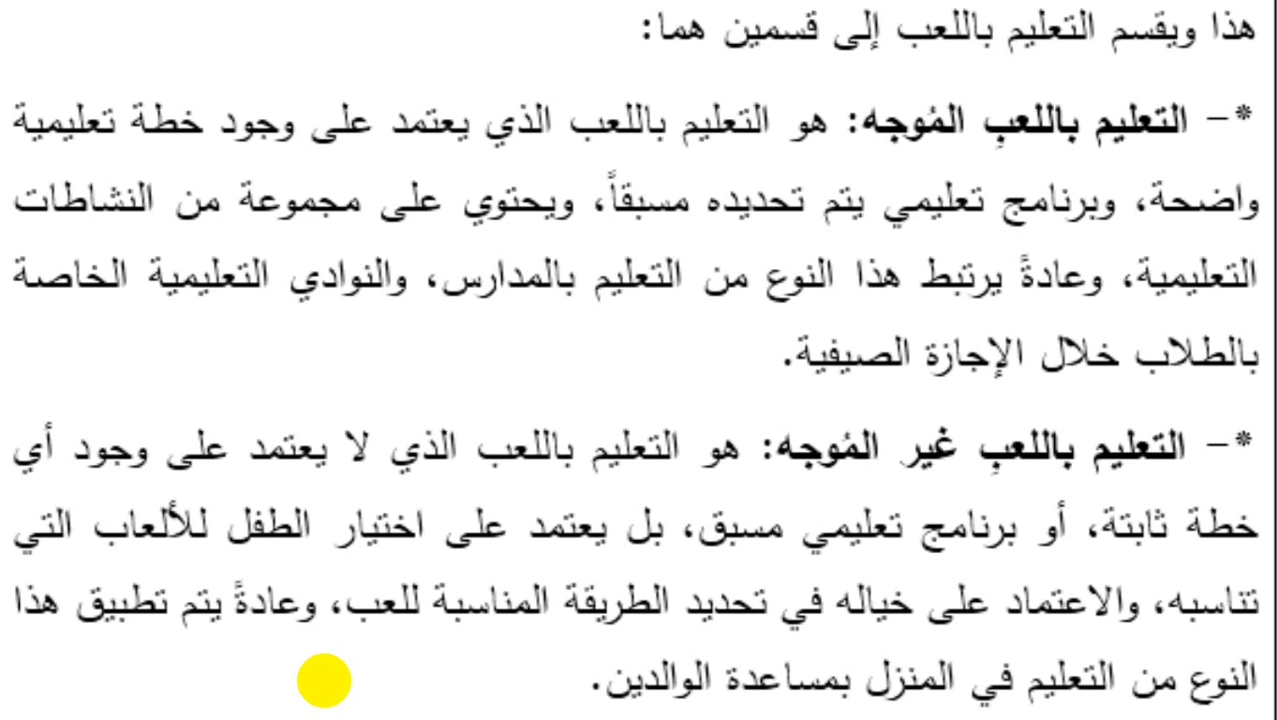 هذا ويقسم التعليم باللعب إلى قسمين هما:
*- التعليم باللعبِ المُوجه: هو التعليم باللعب الذي يعتمد على وجود خطة تعليمية
واضحة، وبرنامج تعليمي يتم تحديده مسبقاً، ويحتوي على مجموعة من النشاطات
التعليمية، وعادةً يرتبط هذا النوع من التعليم بالمدارس، والنوادي التعليمية الخاصة
بالطلاب خلال الإجازة الصيفية.
*- التعليم باللعبِ غير المُوجه: هو التعليم باللعب الذي لا يعتمد على وجود أي
خطة ثابتة، أو برنامج تعليمي مسبق، بل يعتمد على اختيار الطفل للألعاب التي
تناسبه، والاعتماد على خياله في تحديد الطريقة المناسبة للعب، وعادةً يتم تطبيق هذا
النوع من التعليم في المنزل بمساعدة الوالدين.